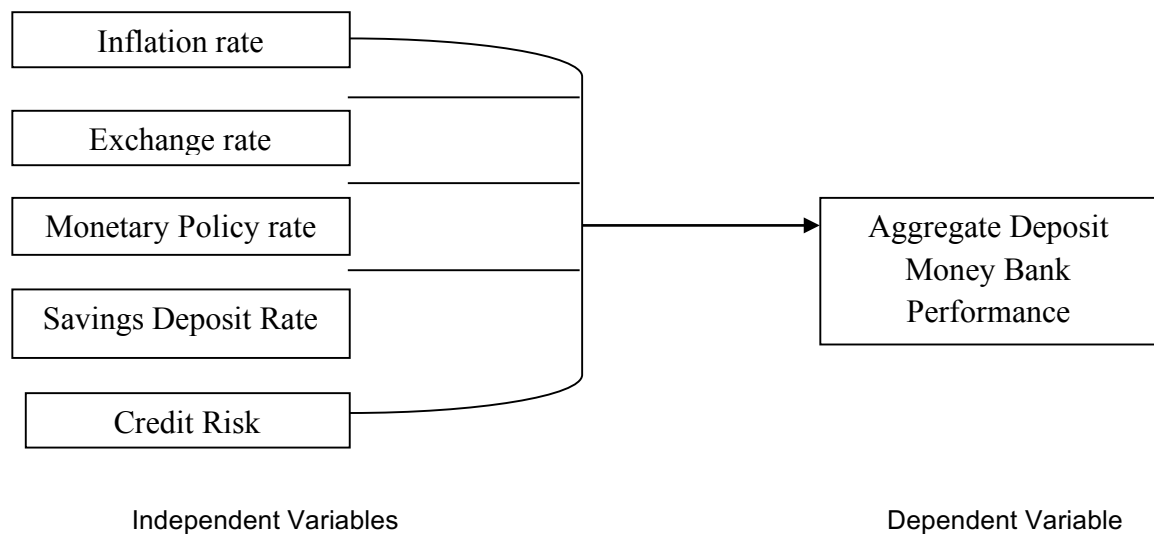 Inflation rate
Exchange rate
Monetary Policy rate
Savings Deposit Rate
Credit Risk
Aggregate Deposit
Money Bank
Performance
Independent Variables
Dependent Variable